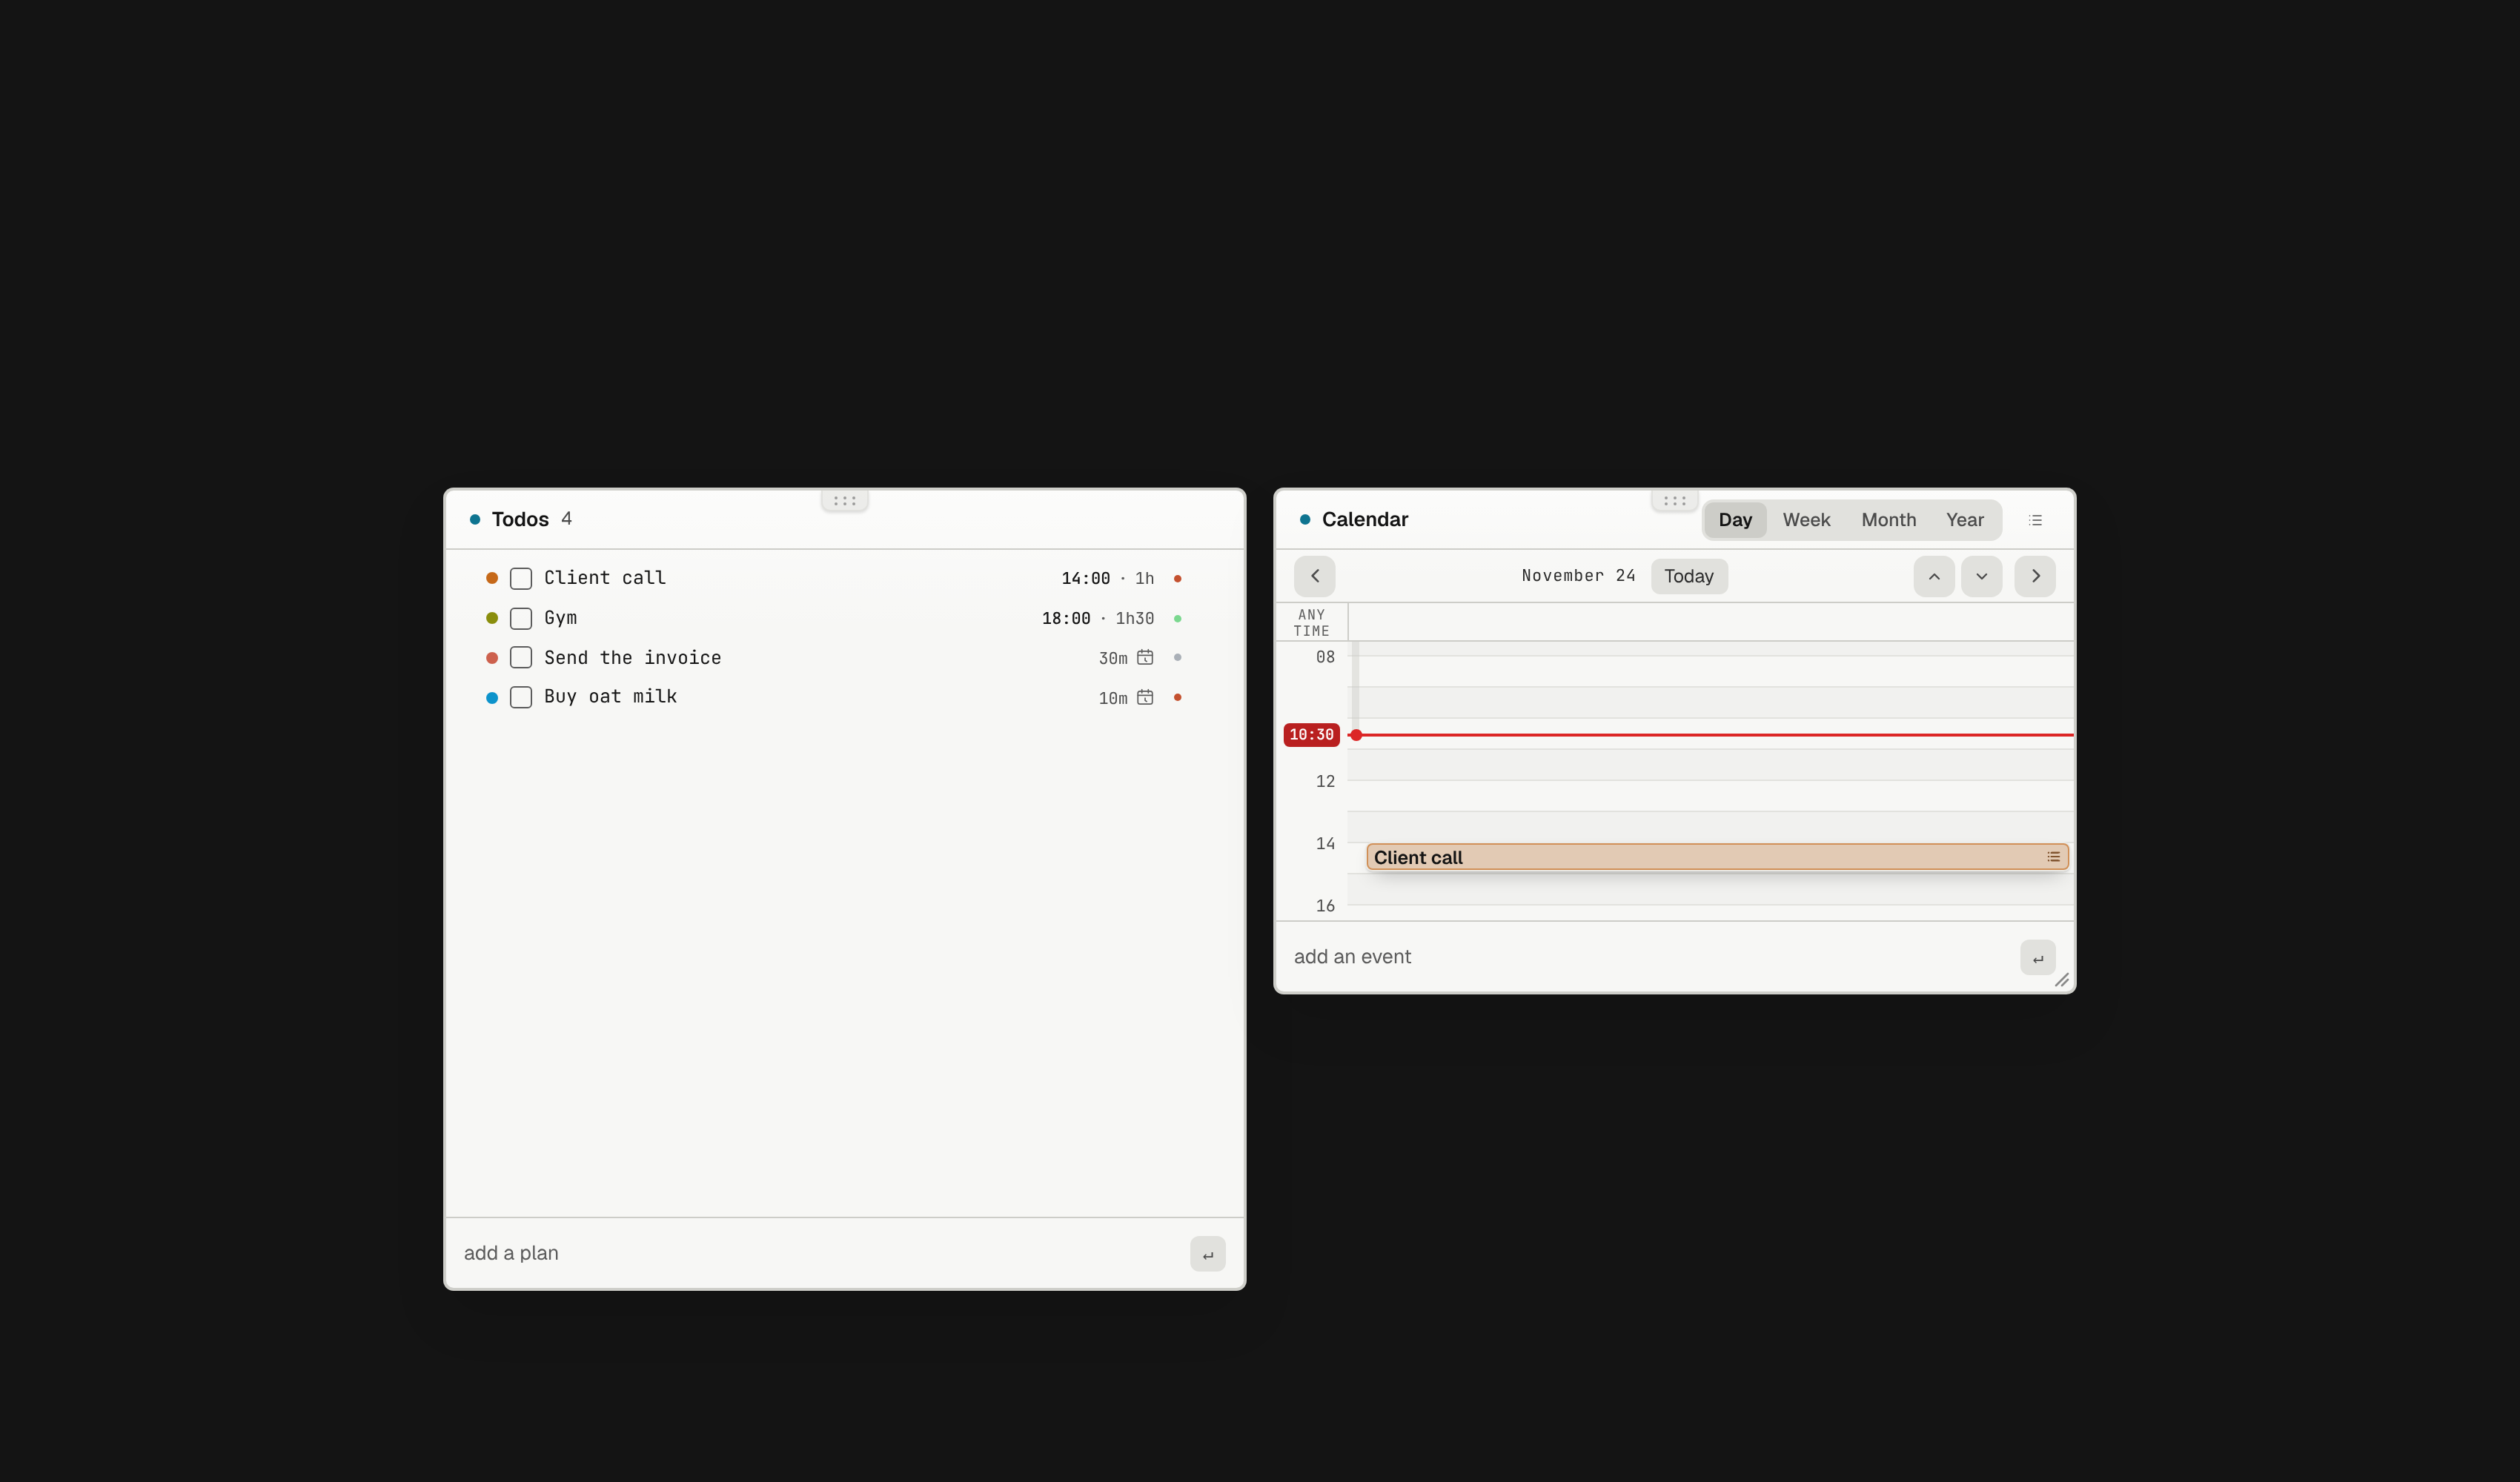 Todos 4
Client call 14:00 · 1h
Gym 18:00 · 1h30
Send the invoice 30m
Buy oat milk 10m
add a plan
Calendar Day Week Month Year
November 24 Today
ANY
TIME
08
10:30
12
14
Client call
16
add an event